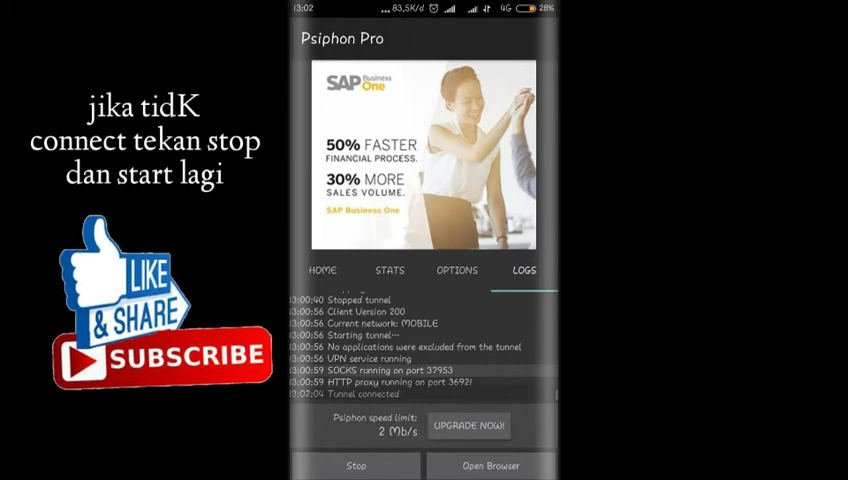 13:02 ... 83,5K/d 4G 28%
Psiphon Pro
jika tidK
connect tekan stop
dan start lagi
LIKE
& SHARE
SUBSCRIBE
SAP Business One
50% FASTER
FINANCIAL PROCESS.
30% MORE
SALES VOLUME.
SAP Business One
HOME STATS OPTIONS LOGS
13:00:40 Stopped tunnel
13:00:56 Client Version 200
13:00:56 Current network: MOBILE
13:00:56 Starting tunnel...
13:00:56 No applications were excluded from the tunnel
13:00:56 VPN service running
13:00:59 SOCKS running on port 37953
13:00:59 HTTP proxy running on port 36921
13:02:04 Tunnel connected
Psiphon speed limit:
2 Mb/s
UPGRADE NOW!
Stop Open Browser